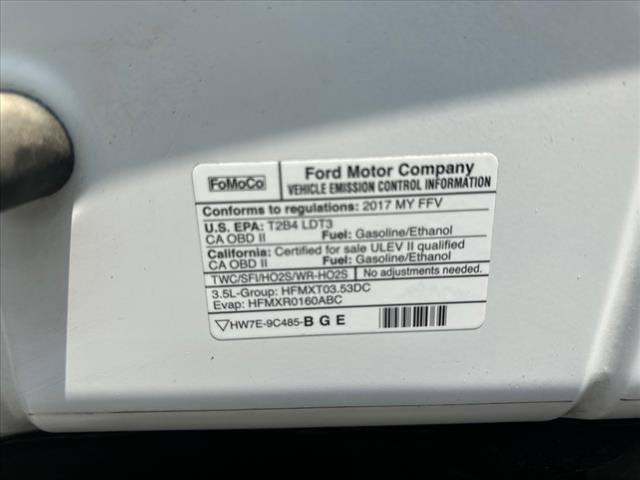 FoMoCo
Ford Motor Company
VEHICLE EMISSION CONTROL INFORMATION
Conforms to regulations: 2017 MY FFV
U.S. EPA: T2B4 LDT3
CA OBD II Fuel: Gasoline/Ethanol
California: Certified for sale ULEV II qualified
CA OBD II Fuel: Gasoline/Ethanol
TWC/SFI/HO2S/WR-HO2S No adjustments needed.
3.5L-Group: HFMXT03.53DC
Evap: HFMXR0160ABC
HW7E-9C485-BGE